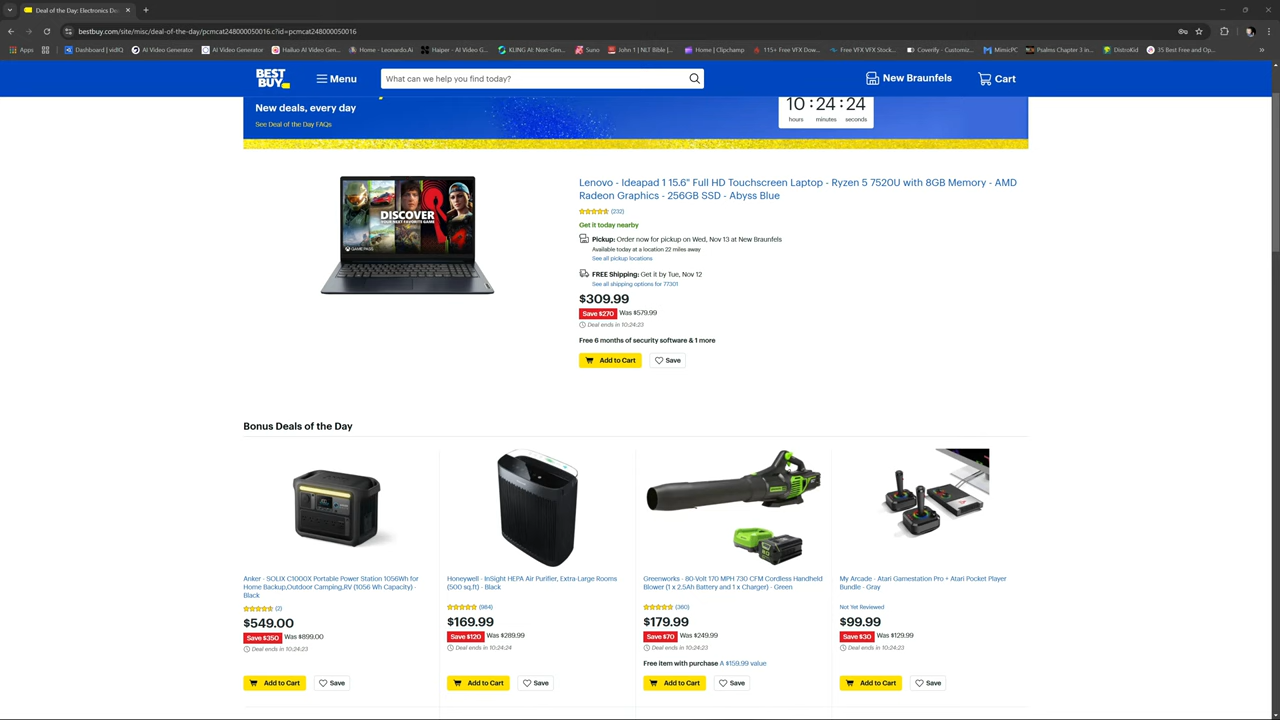 Deal of the Day: Electronics De
bestbuy.com/site/misc/deal-of-the-day/pcmcat248000050016.c?id=pcmcat248000050016
Apps
Dashboard | vidIQ
AI Video Generator
AI Video Generator
Hailuo AI Video Gen...
Home - Leonardo.Ai
Haiper - AI Video G...
KLING AI: Next-Gen...
Suno
John 1 | NLT Bible |...
Home | Clipchamp
115+ Free VFX Dow...
Free VFX VFX Stock...
Coverify - Customiz...
MimicPC
Psalms Chapter 3 in...
DistroKid
35 Best Free and Op...
BEST BUY
Menu
What can we help you find today?
New Braunfels
Cart
New deals, every day
See Deal of the Day FAQs
10 : 24 : 24
hours minutes seconds
DISCOVER
YOUR NEXT FAVORITE GAME
GAME PASS
Lenovo - Ideapad 1 15.6" Full HD Touchscreen Laptop - Ryzen 5 7520U with 8GB Memory - AMD
Radeon Graphics - 256GB SSD - Abyss Blue
(232)
Get it today nearby
Pickup: Order now for pickup on Wed, Nov 13 at New Braunfels
Available today at a location 22 miles away
See all pickup locations
FREE Shipping: Get it by Tue, Nov 12
See all shipping options for 77301
$309.99
Save $270 Was $579.99
Deal ends in 10:24:23
Free 6 months of security software & 1 more
Add to Cart
Save
Bonus Deals of the Day
Anker - SOLIX C1000X Portable Power Station 1056Wh for
Home Backup,Outdoor Camping,RV (1056 Wh Capacity) -
Black
(2)
$549.00
Save $350 Was $899.00
Deal ends in 10:24:23
Add to Cart
Save
Honeywell - InSight HEPA Air Purifier, Extra-Large Rooms
(500 sq.ft) - Black
(984)
$169.99
Save $120 Was $289.99
Deal ends in 10:24:24
Add to Cart
Save
Greenworks - 80-Volt 170 MPH 730 CFM Cordless Handheld
Blower (1 x 2.5Ah Battery and 1 x Charger) - Green
(360)
$179.99
Save $70 Was $249.99
Deal ends in 10:24:23
Free item with purchase A $159.99 value
Add to Cart
Save
My Arcade - Atari Gamestation Pro + Atari Pocket Player
Bundle - Gray
Not Yet Reviewed
$99.99
Save $30 Was $129.99
Deal ends in 10:24:23
Add to Cart
Save